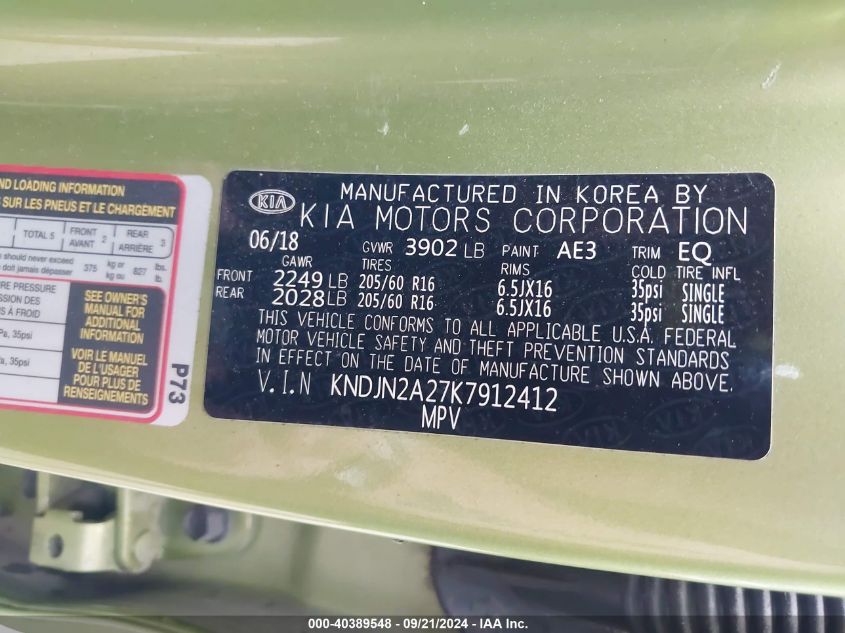 ND LOADING INFORMATION
SUR LES PNEUS ET LE CHARGEMENT
TOTAL 5 FRONT AVANT 2 REAR ARRIÈRE 3
should never exceed
doit jamais dépasser 375 kg or kg ou 827 lbs. lb.
E PRESSURE
SSION DES
S À FROID
Pa, 35psi
a, 35psi
SEE OWNER'S
MANUAL FOR
ADDITIONAL
INFORMATION
VOIR LE MANUEL
DE L'USAGER
POUR PLUS DE
RENSEIGNEMENTS
P73
KIA
MANUFACTURED IN KOREA BY
KIA MOTORS CORPORATION
06/18 GVWR 3902 LB PAINT AE3 TRIM EQ
GAWR TIRES RIMS COLD TIRE INFL
FRONT 2249 LB 205/60 R16 6.5JX16 35psi SINGLE
REAR 2028 LB 205/60 R16 6.5JX16 35psi SINGLE
THIS VEHICLE CONFORMS TO ALL APPLICABLE U.S.A. FEDERAL
MOTOR VEHICLE SAFETY AND THEFT PREVENTION STANDARDS
IN EFFECT ON THE DATE OF MANUFACTURE SHOWN ABOVE.
V.I.N KNDJN2A27K7912412
MPV
000-40389548 - 09/21/2024 - IAA Inc.